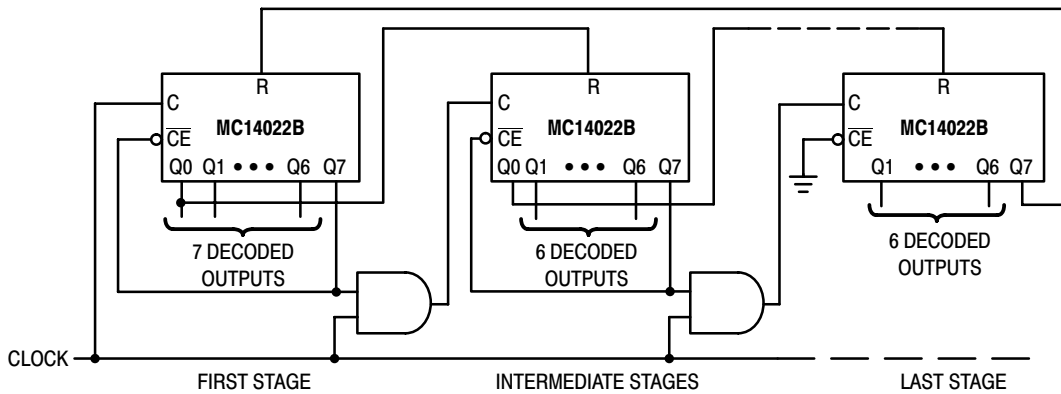 R R R
C C C
MC14022B MC14022B MC14022B
CE CE CE
Q0 Q1 ••• Q6 Q7 Q0 Q1 ••• Q6 Q7 Q1 ••• Q6 Q7
7 DECODED 6 DECODED 6 DECODED
OUTPUTS OUTPUTS OUTPUTS
CLOCK
FIRST STAGE INTERMEDIATE STAGES LAST STAGE